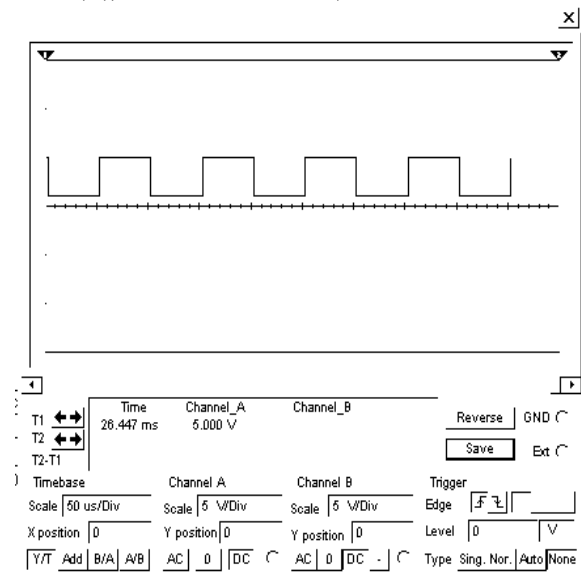 X
Time Channel_A Channel_B
T1 26.447 ms 5.000 V
T2
T2-T1
Reverse GND
Save Ext
Timebase Channel A Channel B Trigger
Scale 50 us/Div Scale 5 V/Div Scale 5 V/Div Edge
X position 0 Y position 0 Y position 0 Level 0 V
Y/T Add B/A A/B AC 0 DC AC 0 DC - Type Sing. Nor. Auto None